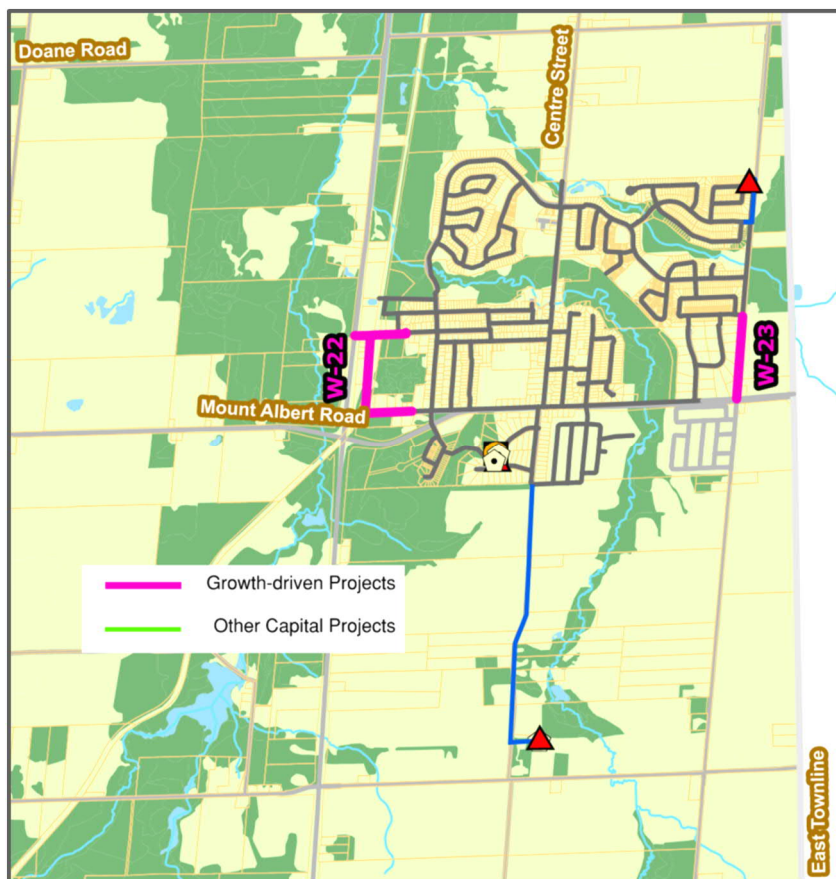 Doane Road
Centre Street
W-22
W-23
Mount Albert Road
Growth-driven Projects
Other Capital Projects
East Townline